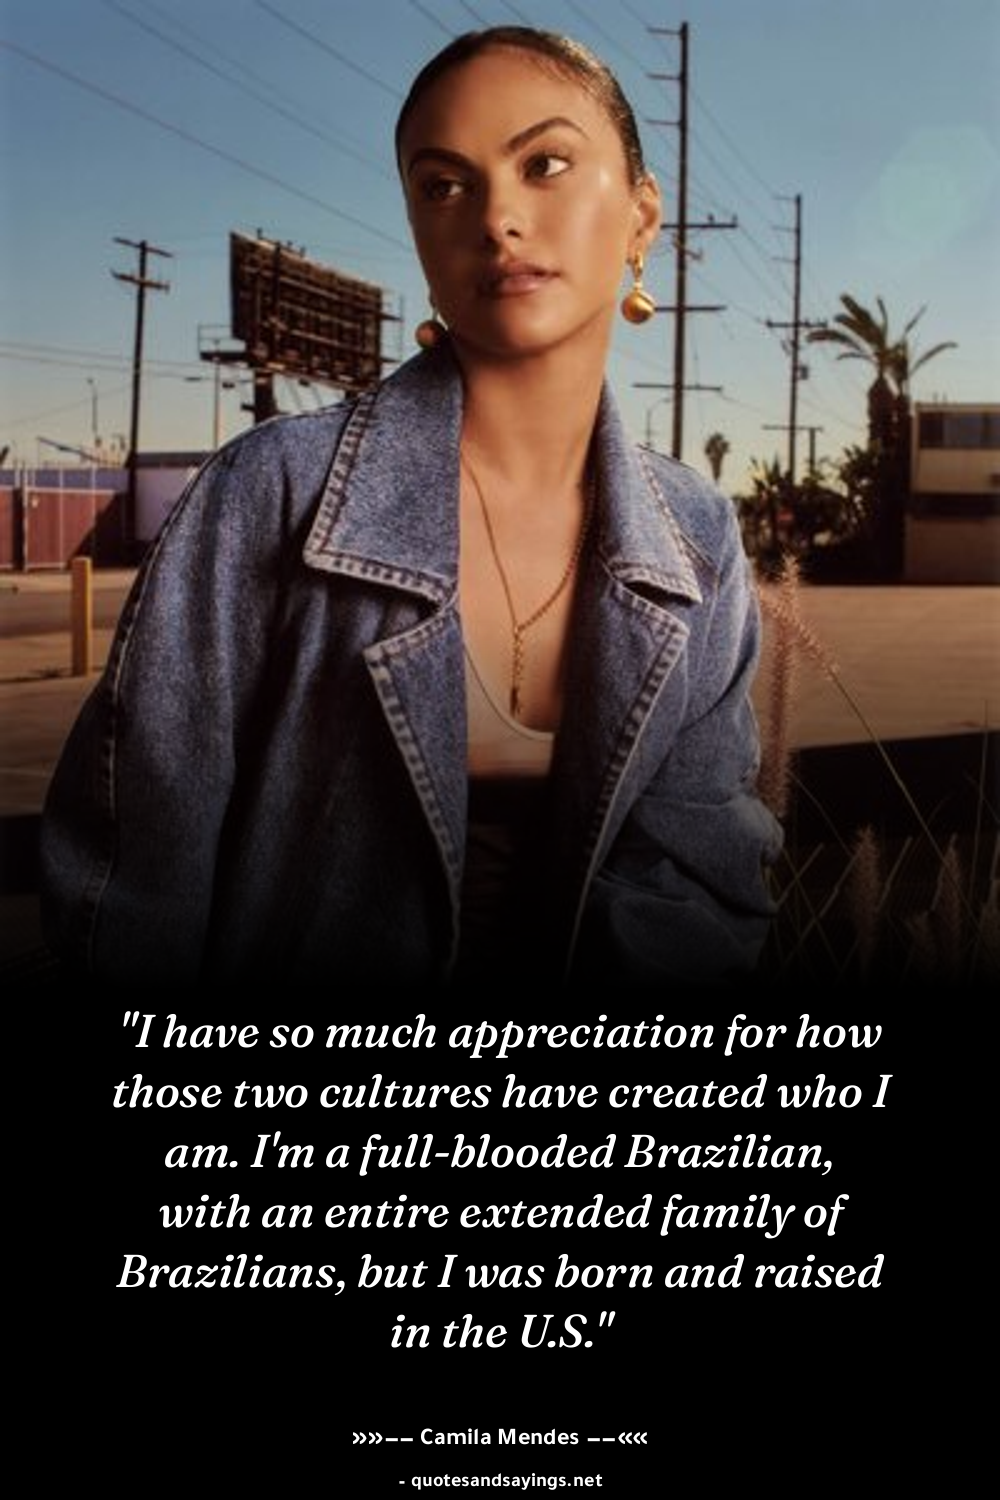 "I have so much appreciation for how
those two cultures have created who I
am. I'm a full-blooded Brazilian,
with an entire extended family of
Brazilians, but I was born and raised
in the U.S."
»»–– Camila Mendes ––««
- quotesandsayings.net